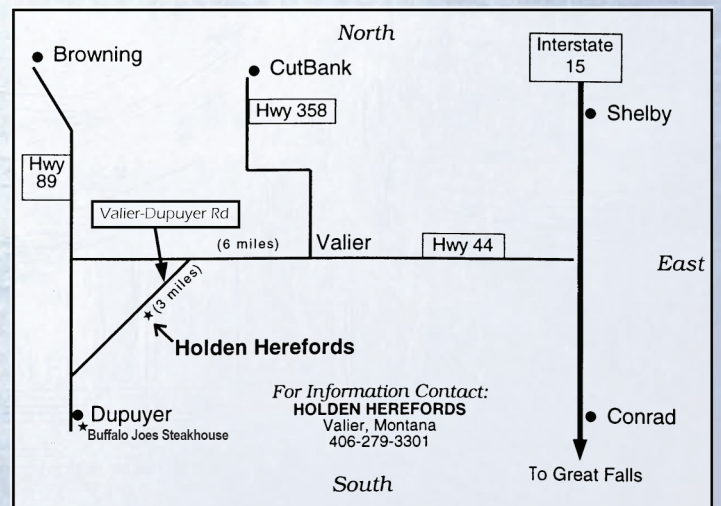 North
Browning
CutBank
Interstate
15
Shelby
Hwy 358
Hwy
89
Valier-Dupuyer Rd
(6 miles)
Valier
Hwy 44
East
(3 miles)
★
Holden Herefords
For Information Contact:
HOLDEN HEREFORDS
Valier, Montana
406-279-3301
Dupuyer
★Buffalo Joes Steakhouse
Conrad
To Great Falls
South